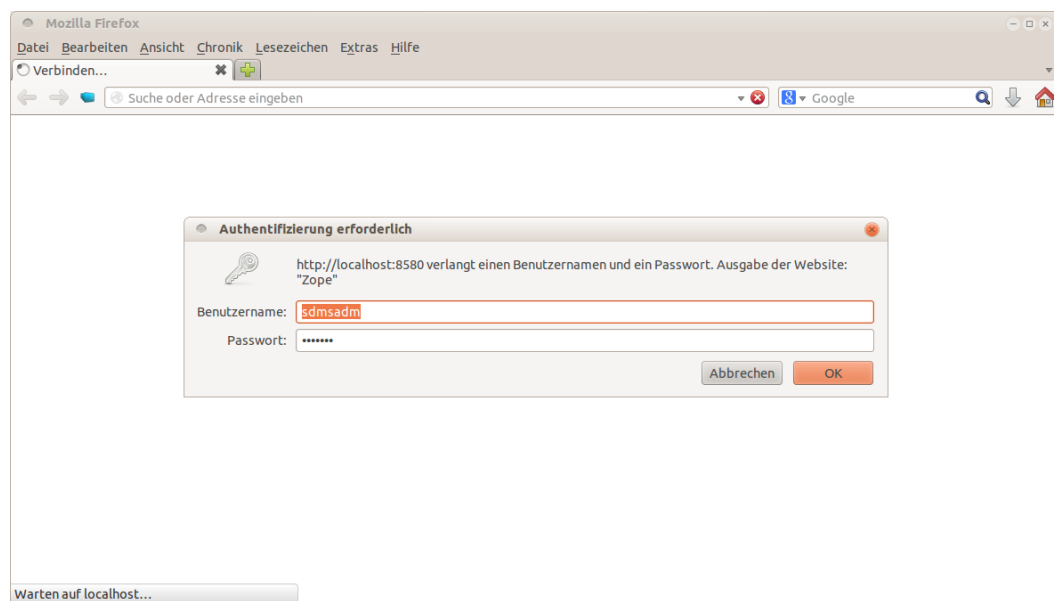 Mozilla Firefox
Datei Bearbeiten Ansicht Chronik Lesezeichen Extras Hilfe
Verbinden...
Suche oder Adresse eingeben
8 Google
Authentifizierung erforderlich
http://localhost:8580 verlangt einen Benutzernamen und ein Passwort. Ausgabe der Website:
"Zope"
Benutzername: sdmsadm
Passwort: •••••••
Abbrechen OK
Warten auf localhost...